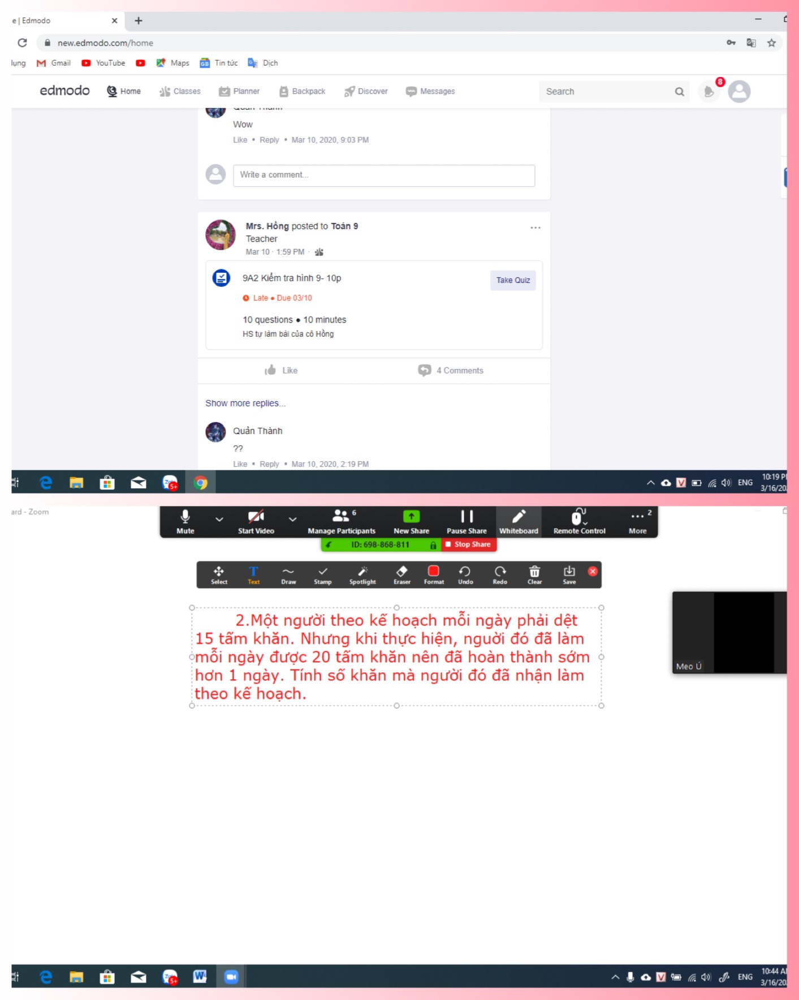 e | Edmodo
new.edmodo.com/home
Gmail YouTube Maps Tin tức Dịch
edmodo Home Classes Planner Backpack Discover Messages Search 8
Quản Thành
Wow
Like • Reply • Mar 10, 2020, 9:03 PM
Write a comment...
Mrs. Hồng posted to Toán 9
Teacher
Mar 10 · 1:59 PM ·
9A2 Kiểm tra hình 9- 10p
Take Quiz
Late • Due 03/10
10 questions • 10 minutes
HS tự làm bài của cô Hồng
Like 4 Comments
Show more replies...
Quản Thành
??
Like • Reply • Mar 10, 2020, 2:19 PM
5+ ENG 10:19 P
3/16/20
ard - Zoom
6 2
Mute Start Video Manage Participants New Share Pause Share Whiteboard Remote Control More
ID: 698-868-811 Stop Share
Select Text Draw Stamp Spotlight Eraser Format Undo Redo Clear Save
2.Một người theo kế hoạch mỗi ngày phải dệt
15 tấm khăn. Nhưng khi thực hiện, nguời đó đã làm
mỗi ngày được 20 tấm khăn nên đã hoàn thành sớm
hơn 1 ngày. Tính số khăn mà người đó đã nhận làm
theo kế hoạch.
Meo Ú
5+ ENG 10:44 A
3/16/20